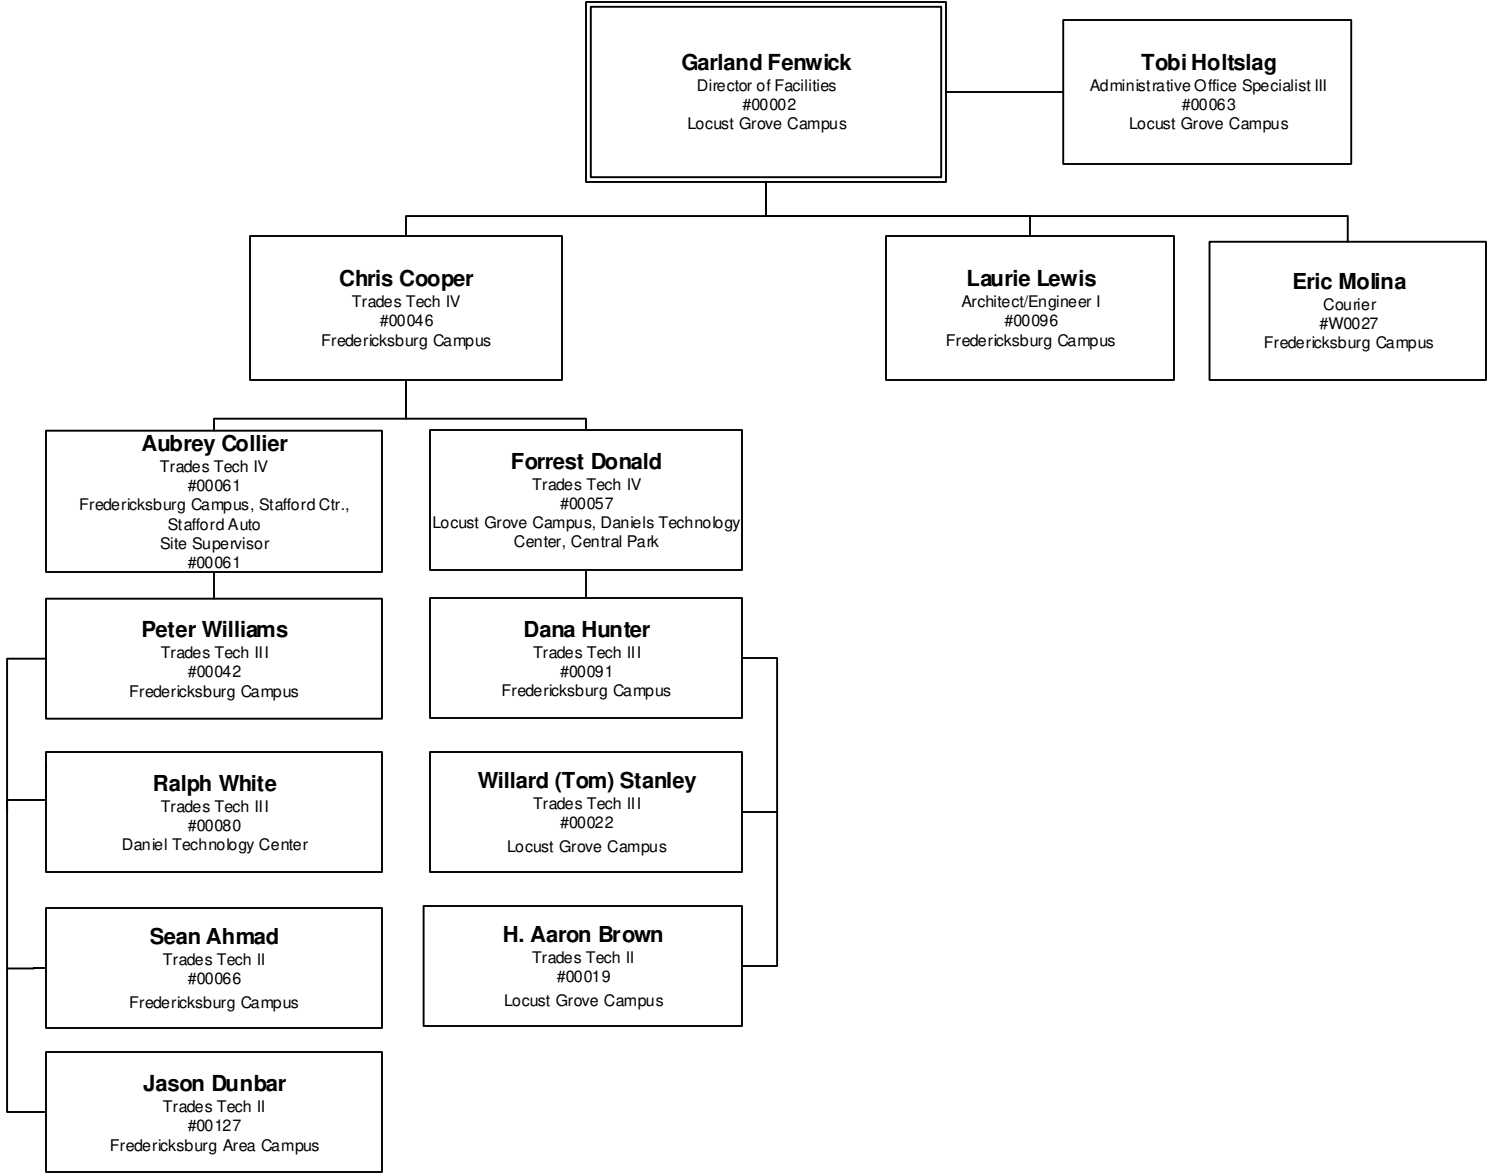 Garland Fenwick
Director of Facilities
#00002
Locust Grove Campus
Tobi Holtslag
Administrative Office Specialist III
#00063
Locust Grove Campus
Chris Cooper
Trades Tech IV
#00046
Fredericksburg Campus
Laurie Lewis
Architect/Engineer I
#00096
Fredericksburg Campus
Eric Molina
Courier
#W0027
Fredericksburg Campus
Aubrey Collier
Trades Tech IV
#00061
Fredericksburg Campus, Stafford Ctr.,
Stafford Auto
Site Supervisor
#00061
Forrest Donald
Trades Tech IV
#00057
Locust Grove Campus, Daniels Technology
Center, Central Park
Peter Williams
Trades Tech III
#00042
Fredericksburg Campus
Dana Hunter
Trades Tech III
#00091
Fredericksburg Campus
Ralph White
Trades Tech III
#00080
Daniel Technology Center
Willard (Tom) Stanley
Trades Tech III
#00022
Locust Grove Campus
Sean Ahmad
Trades Tech II
#00066
Fredericksburg Campus
H. Aaron Brown
Trades Tech II
#00019
Locust Grove Campus
Jason Dunbar
Trades Tech II
#00127
Fredericksburg Area Campus